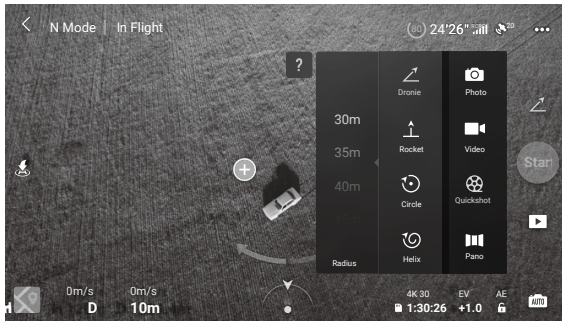 N Mode | In Flight
80 24'26" 20
?
30m
35m
40m
Radius
Dronie
Rocket
Circle
Helix
Photo
Video
Quickshot
Pano
Start
0m/s 0m/s
H D 10m
4K 30 EV AE
1:30:26 +1.0
AUTO